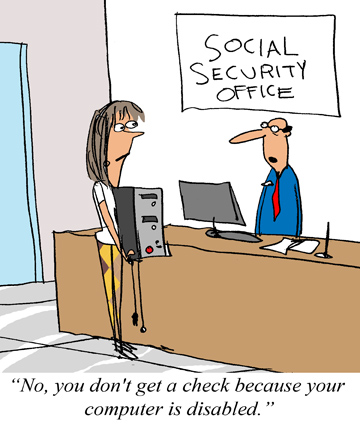 SOCIAL
SECURITY
OFFICE
“No, you don't get a check because your
computer is disabled.”